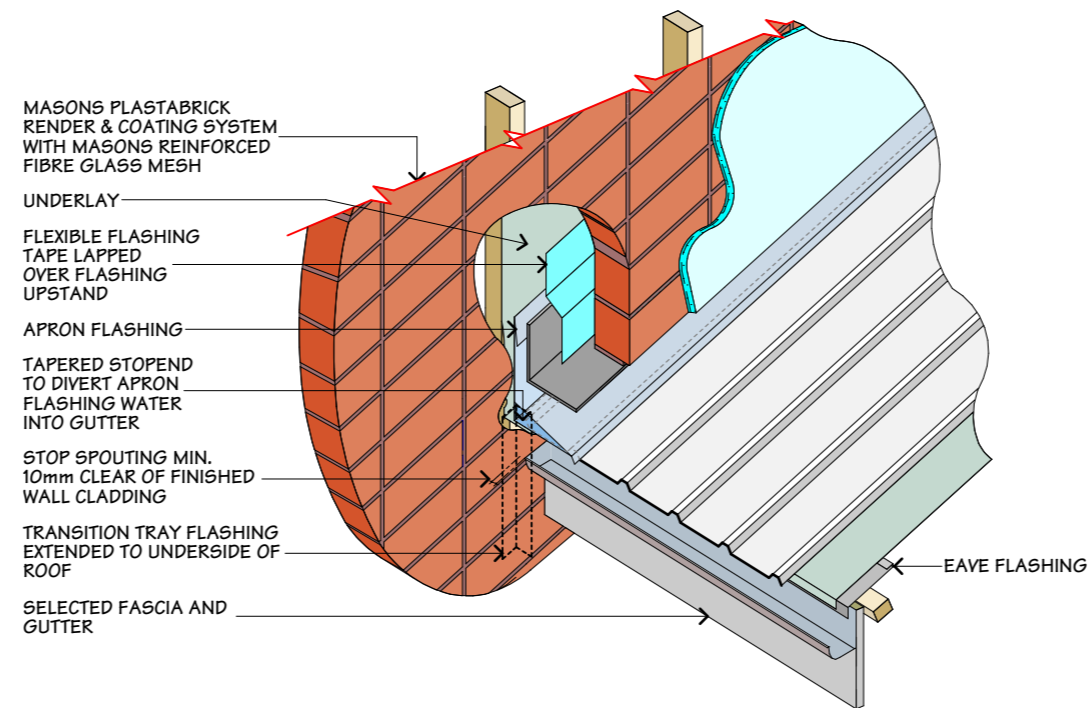 MASONS PLASTABRICK
RENDER & COATING SYSTEM
WITH MASONS REINFORCED
FIBRE GLASS MESH
UNDERLAY
FLEXIBLE FLASHING
TAPE LAPPED
OVER FLASHING
UPSTAND
APRON FLASHING
TAPERED STOPEND
TO DIVERT APRON
FLASHING WATER
INTO GUTTER
STOP SPOUTING MIN.
10mm CLEAR OF FINISHED
WALL CLADDING
TRANSITION TRAY FLASHING
EXTENDED TO UNDERSIDE OF
ROOF
SELECTED FASCIA AND
GUTTER
EAVE FLASHING